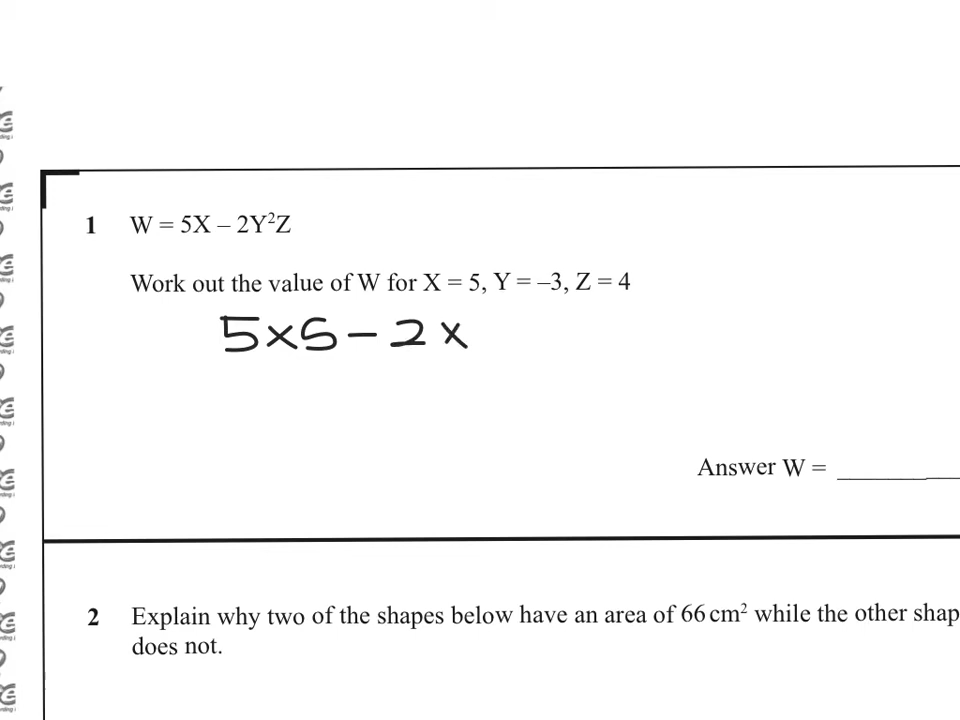 1 W = 5X – 2Y²Z
Work out the value of W for X = 5, Y = –3, Z = 4
5×5 – 2 ×
Answer W =
2 Explain why two of the shapes below have an area of 66 cm² while the other shap
does not.